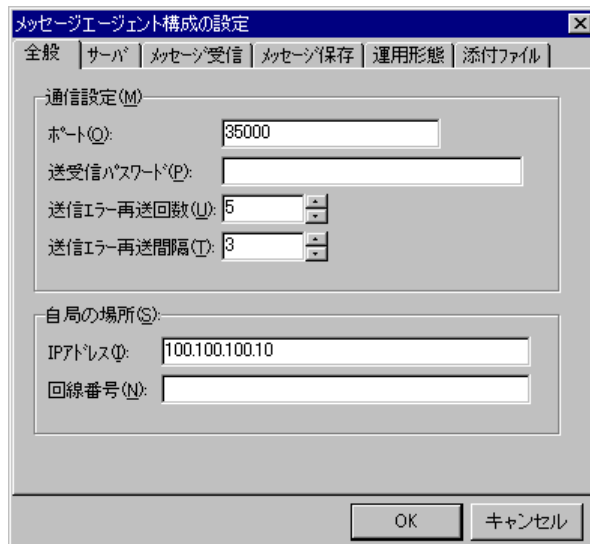 メッセージエージェント構成の設定
全般 サーバ メッセージ受信 メッセージ保存 運用形態 添付ファイル
通信設定(M)
ポート(O): 35000
送受信パスワード(P):
送信エラー再送回数(U): 5
送信エラー再送間隔(T): 3
自局の場所(S):
IPアドレス(I): 100.100.100.10
回線番号(N):
OK キャンセル